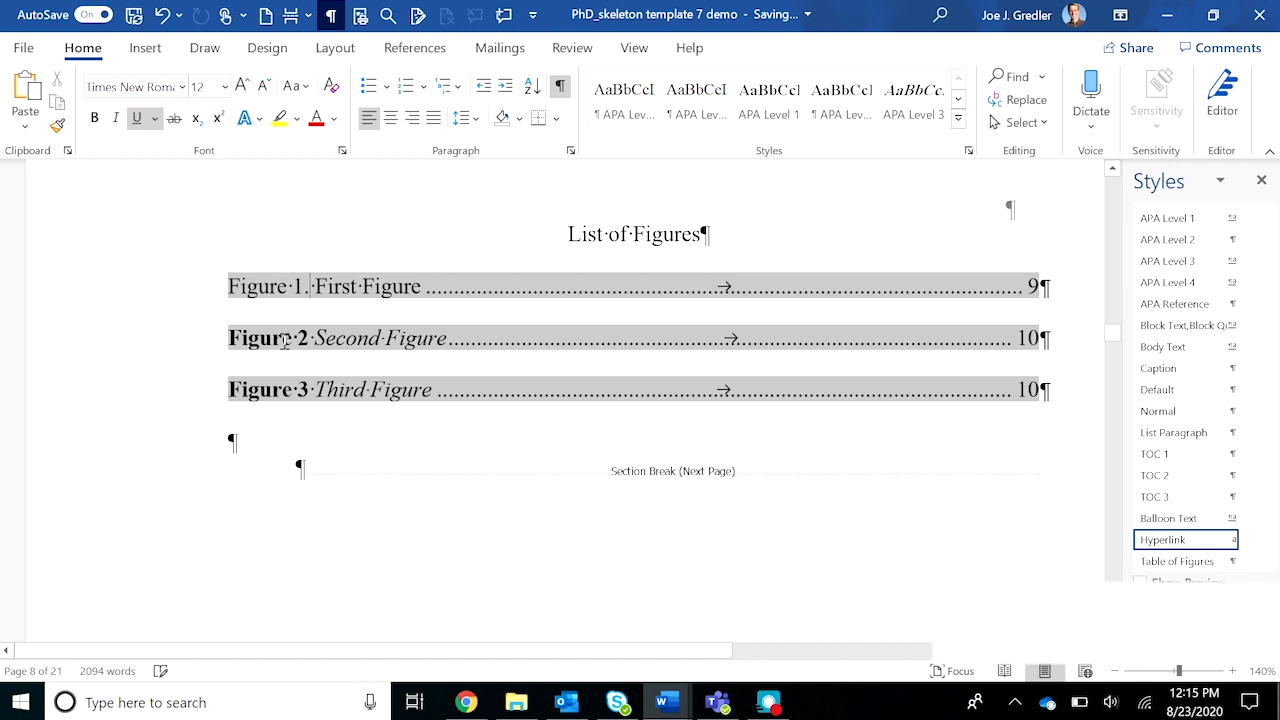 AutoSave On PhD_skeleton template 7 demo - Saving... Joe J. Gredler
File Home Insert Draw Design Layout References Mailings Review View Help Share Comments
Times New Roma 12 Aa AaBbCcI AaBbCcI AaBbCcI AaBbCcI AaBbCc. Find
Paste B I U ab x₂ x² A A ¶ APA Lev... ¶ APA Lev... APA Level 1 ¶ APA Lev... APA Level 3 Replace Dictate Sensitivity Editor
Select
Clipboard Font Paragraph Styles Editing Voice Sensitivity Editor
Styles
APA Level 1
APA Level 2
APA Level 3
APA Level 4
APA Reference
Block Text,Block Q
Body Text
Caption
Default
Normal
List Paragraph
TOC 1
TOC 2
TOC 3
Balloon Text
Hyperlink
Table of Figures
Show Preview
¶
List·of·Figures¶
Figure·1.·First·Figure → 9¶
Figure·2·Second·Figure → 10¶
Figure·3·Third·Figure → 10¶
¶
¶ Section Break (Next Page)
Page 8 of 21 2094 words Focus 140%
Type here to search 12:15 PM
8/23/2020